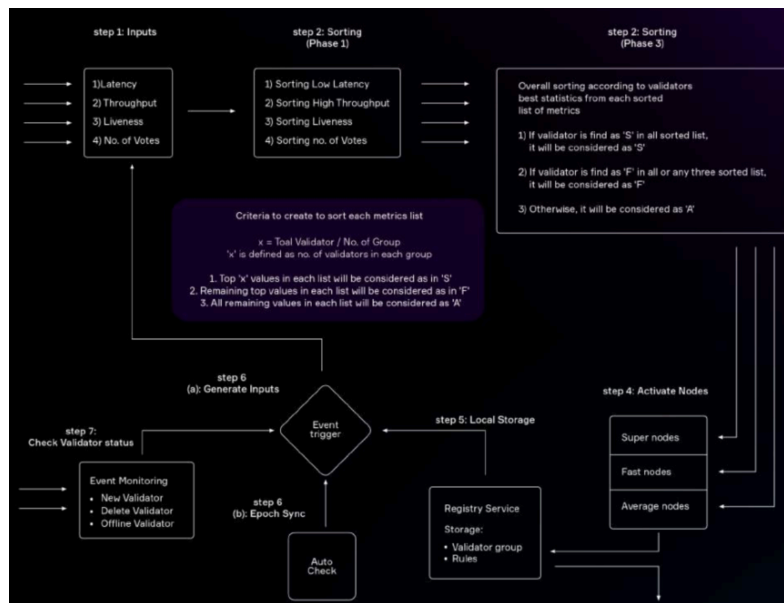 step 1: Inputs
1)Latency
2) Throughput
3) Liveness
4) No. of Votes
step 2: Sorting
(Phase 1)
1) Sorting Low Latency
2) Sorting High Throughput
3) Sorting Liveness
4) Sorting no. of Votes
step 2: Sorting
(Phase 3)
Overall sorting according to validators
best statistics from each sorted
list of metrics
1) If validator is find as 'S' in all sorted list,
it will be considered as
'S'
2) If validator is find as 'F' in all or any three sorted list,
it will be considered as
'F'
3) Otherwise, it will be considered as 'A'
Criteria to create to sort each metrics list
x = Toal Validator / No. of Group
'x' is defined as no. of validators in each group
1. Top 'x' values in each list will be considered as in 'S'
2. Remaining top values in each list will be considered as in 'F'
3. All remaining values in each list will be considered as 'A'
step 6
(a): Generate Inputs
step 7:
Check Validator status
Event Monitoring
• New Validator
• Delete Validator
• Offline Validator
Event
trigger
step 6
(b): Epoch Sync
Auto
Check
step 5: Local Storage
Registry Service
Storage:
• Validator group
• Rules
step 4: Activate Nodes
Super nodes
Fast nodes
Average nodes